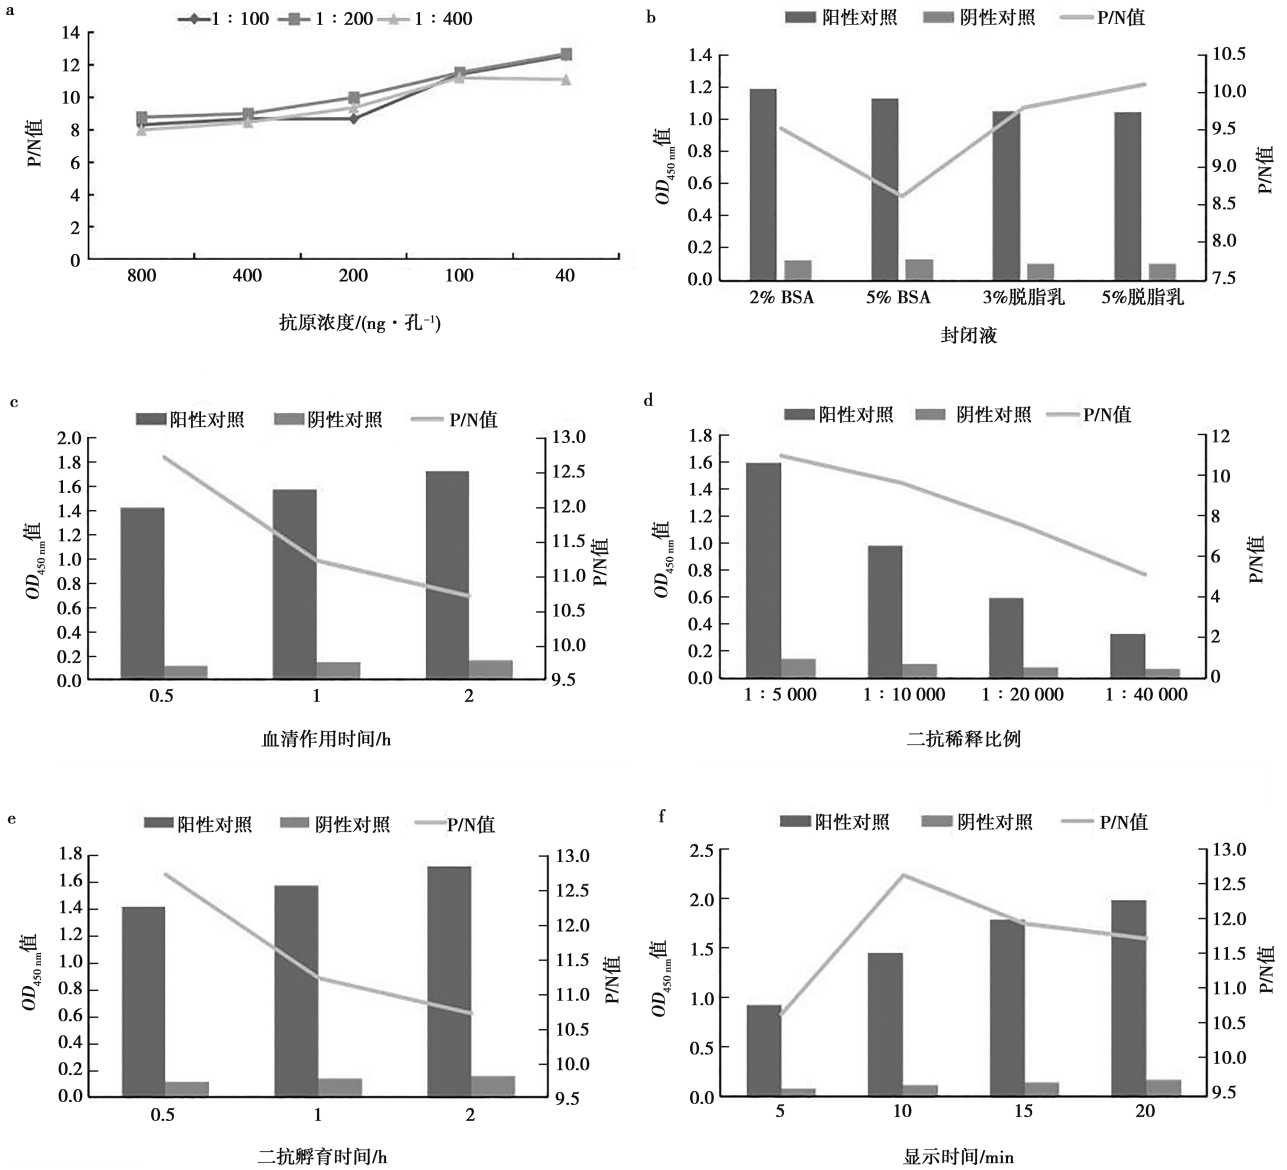 a
1：100 1：200 1：400
14
12
10
8
6
4
2
0
P/N值
800 400 200 100 40
抗原浓度/(ng·孔⁻¹)
b
阳性对照 阴性对照 P/N值
1.4
1.2
1.0
0.8
0.6
0.4
0.2
0.0
OD450 nm值
10.5
10.0
9.5
9.0
8.5
8.0
7.5
P/N值
2% BSA 5% BSA 3%脱脂乳 5%脱脂乳
封闭液
c
阳性对照 阴性对照 P/N值
2.0
1.8
1.6
1.4
1.2
1.0
0.8
0.6
0.4
0.2
0.0
OD450 nm值
13.0
12.5
12.0
11.5
11.0
10.5
10.0
9.5
P/N值
0.5 1 2
血清作用时间/h
d
阳性对照 阴性对照 P/N值
1.8
1.6
1.4
1.2
1.0
0.8
0.6
0.4
0.2
0.0
OD450 nm值
12
10
8
6
4
2
0
P/N值
1：5 000 1：10 000 1：20 000 1：40 000
二抗稀释比例
e
阳性对照 阴性对照 P/N值
1.8
1.6
1.4
1.2
1.0
0.8
0.6
0.4
0.2
0.0
OD450 nm值
13.0
12.5
12.0
11.5
11.0
10.5
10.0
9.5
P/N值
0.5 1 2
二抗孵育时间/h
f
阳性对照 阴性对照 P/N值
2.5
2.0
1.5
1.0
0.5
0.0
OD450 nm值
13.0
12.5
12.0
11.5
11.0
10.5
10.0
9.5
P/N值
5 10 15 20
显示时间/min